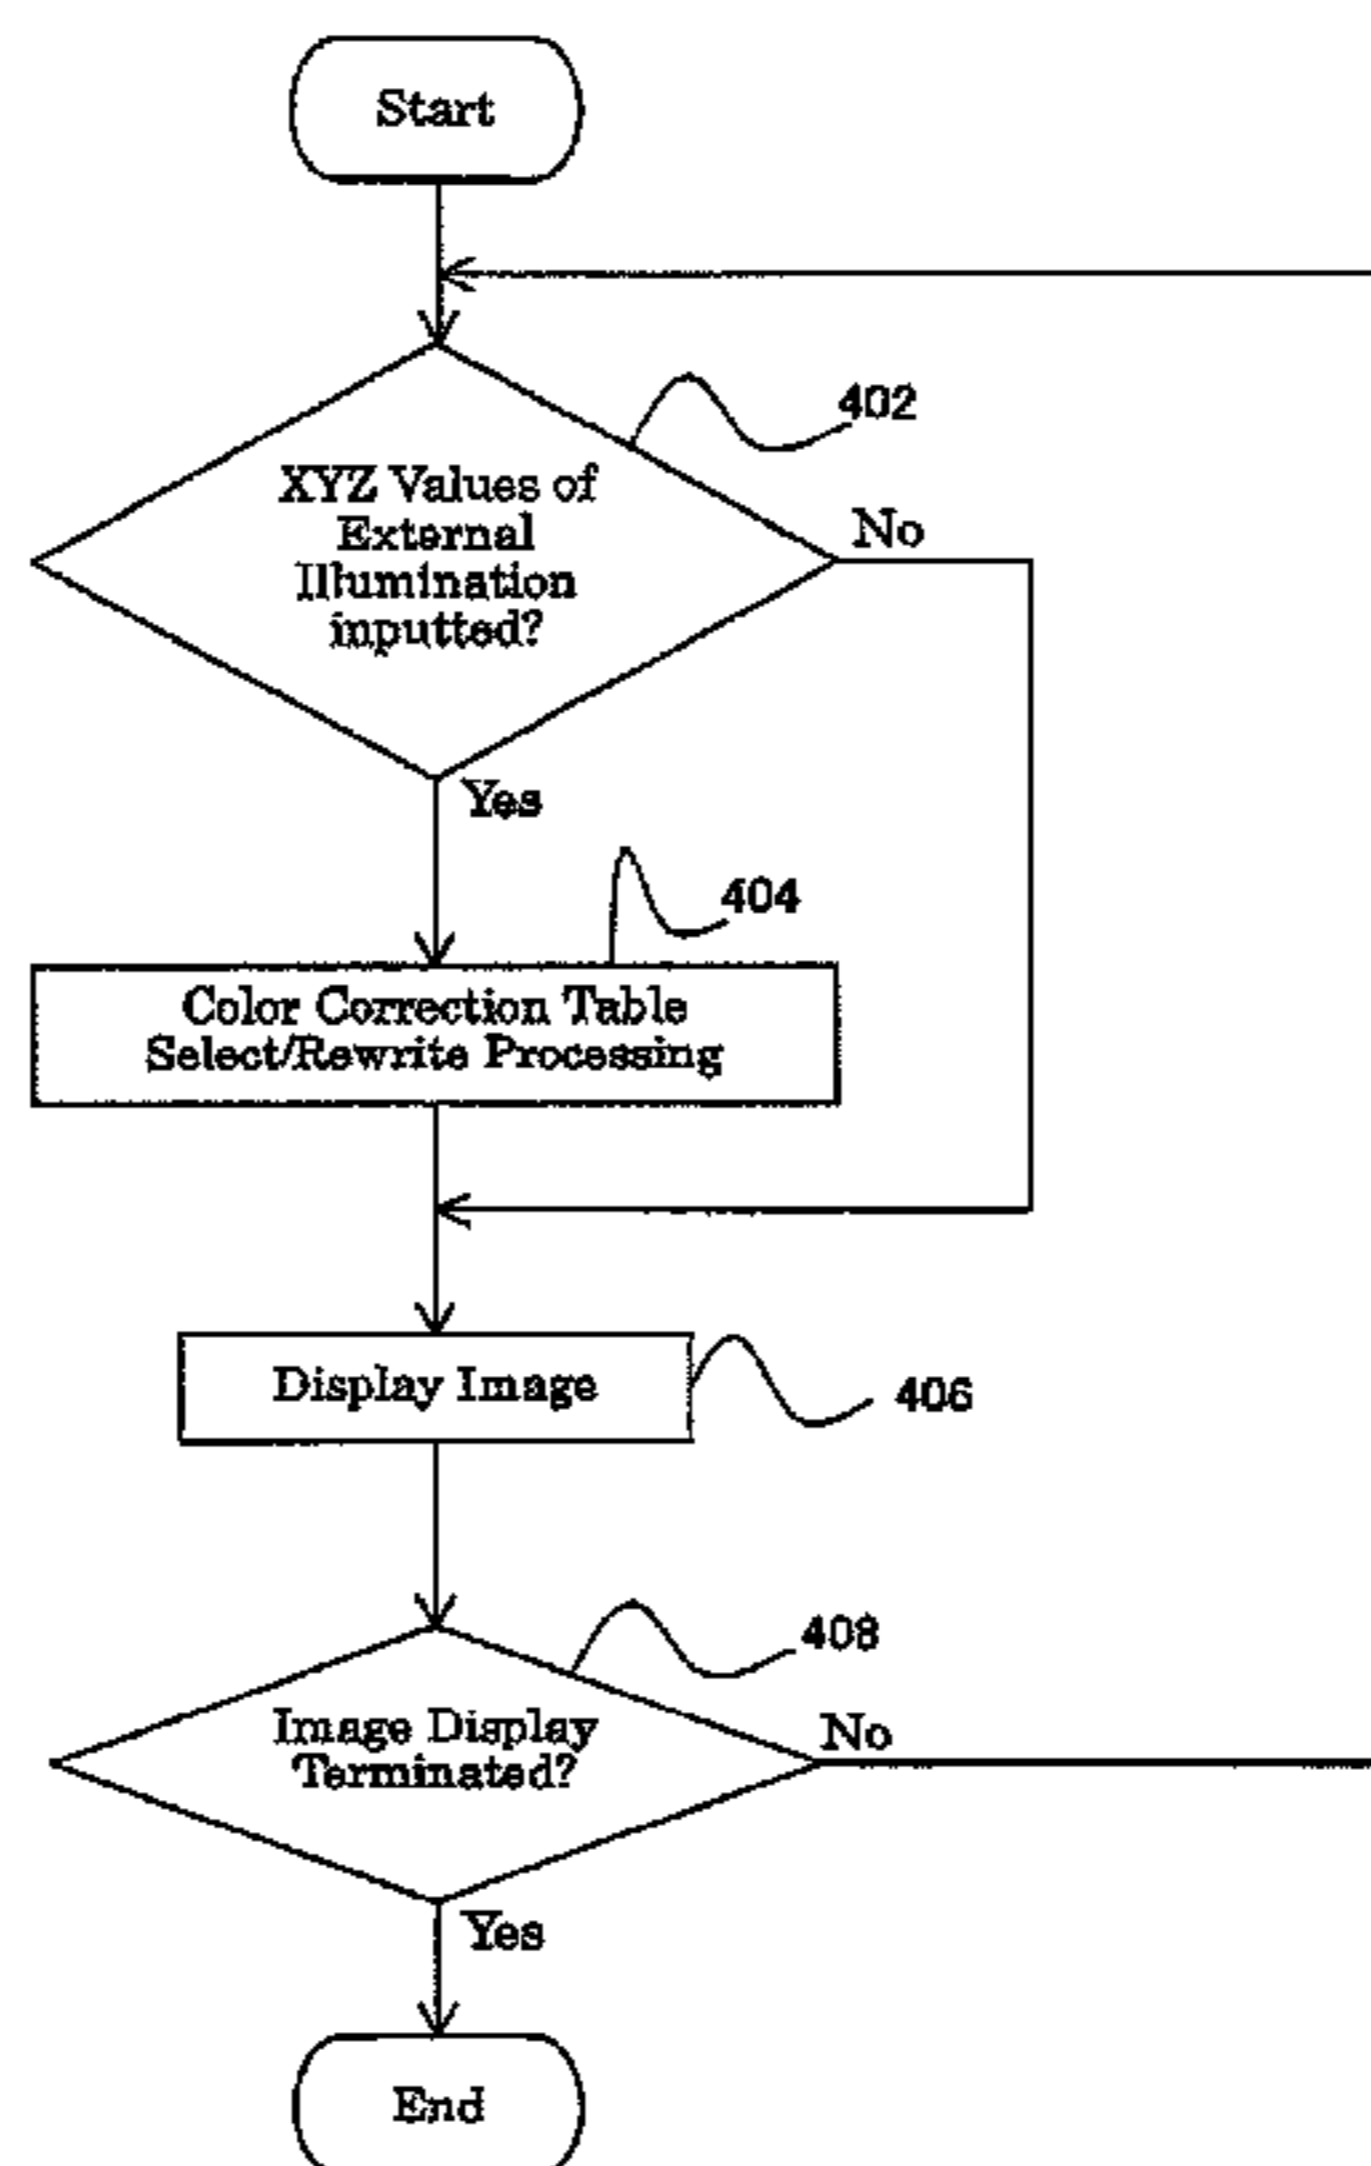 Start
402
XYZ Values of
External
Illumination
inputted?
No
Yes
404
Color Correction Table
Select/Rewrite Processing
Display Image
406
408
Image Display
Terminated?
No
Yes
End